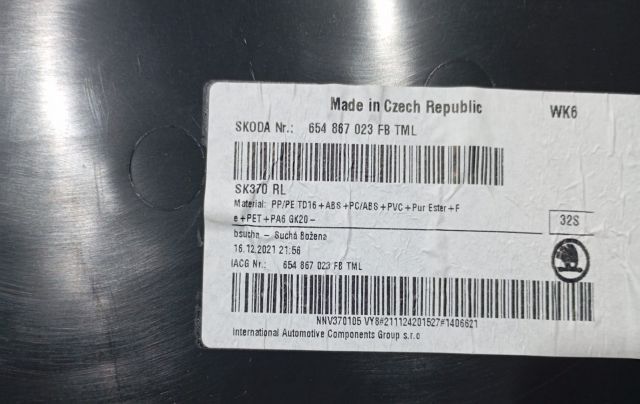 Made in Czech Republic
WK6
SKODA Nr.: 654 867 023 FB TML
SK370 RL
Material: PP/PE TD16+ABS+PC/ABS+PVC+Pur Ester+F
e+PET+PA6 GK20-
32S
bsucha - Suchá Božena
16.12.2021 21:56
IACG Nr.: 654 867 023 FB TML
NNV370105 VY8#211124201527#1406621
International Automotive Components Group s.r.o